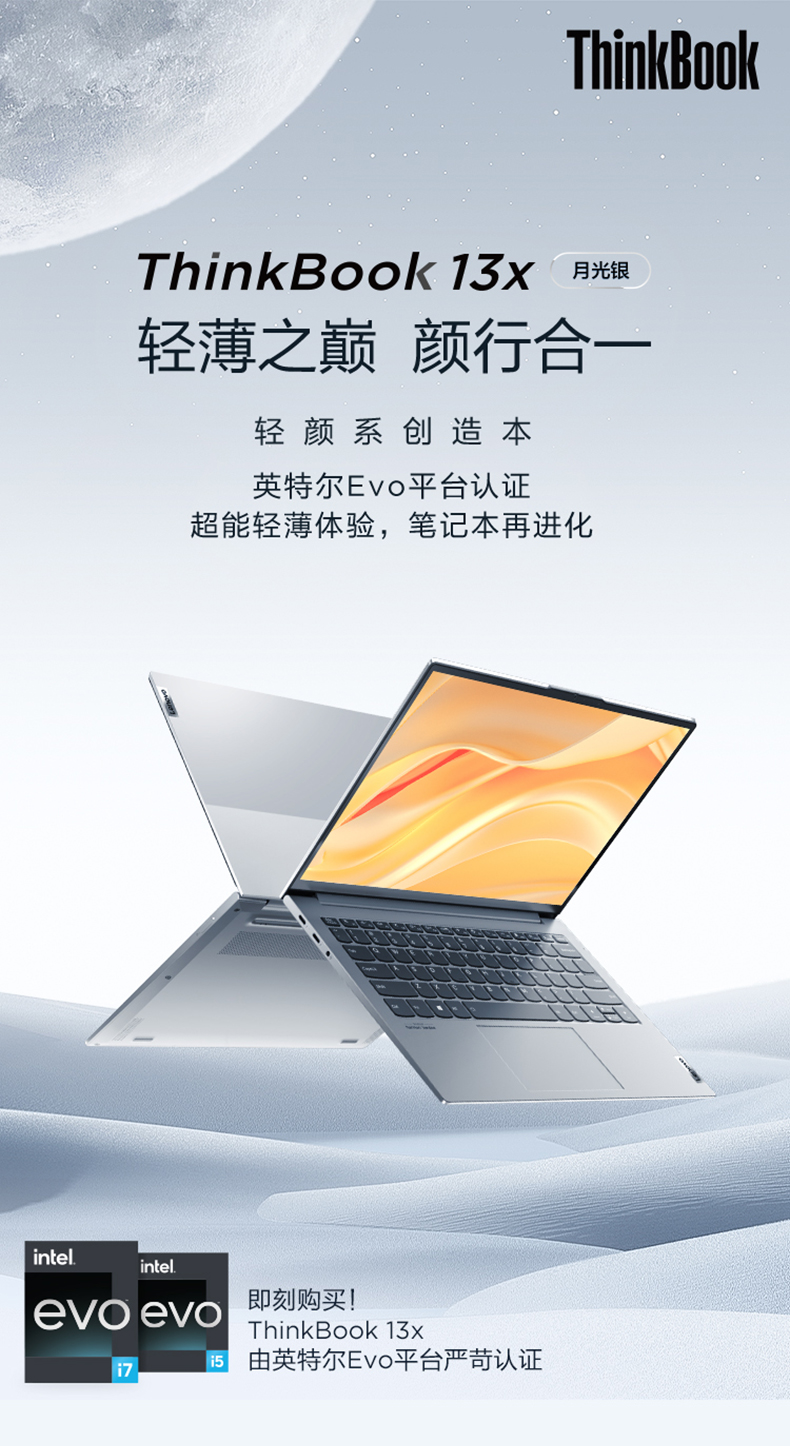 ThinkBook
ThinkBook 13x 月光银
轻薄之巅 颜行合一
轻颜系创造本
英特尔Evo平台认证
超能轻薄体验，笔记本再进化
Lenovo
Lenovo
intel.
evo
i7
intel.
evo
i5
即刻购买！
ThinkBook 13x
由英特尔Evo平台严苛认证